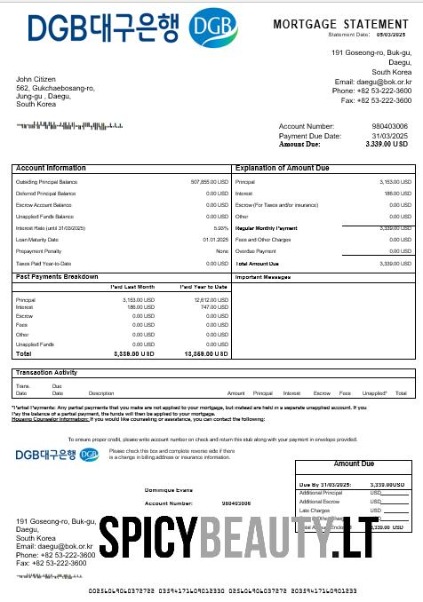 DGB대구은행 DGB
MORTGAGE STATEMENT
Statement Date: 05/03/2025
191 Goseong-ro, Buk-gu,
Daegu,
South Korea
Email: daegu@bok.or.kr
Phone: +82 53-222-3600
Fax: +82 53-222-3600
John Citizen
562, Gukchaebosang-ro,
Jung-gu , Daegu,
South Korea
Account Number: 980403006
Payment Due Date: 31/03/2025
Amount Due: 3,339.00 USD
Account Information
Outstanding Principal Balance 507,855.00 USD
Deferred Principal Balance 0.00 USD
Escrow Account Balance 0.00 USD
Unapplied Funds Balance 0.00 USD
Interest Rate (until 31/03/2025)
Loan Maturity Date 01.01.2025
Prepayment Penalty None
Taxes Paid Year-to-Date 0.00 USD
Explanation of Amount Due
Principal 3,153.00 USD
Interest 186.00 USD
Escrow (For Taxes and/or insurance) 0.00 USD
Other 0.00 USD
Regular Monthly Payment 3,339.00 USD
Fees and Other Charges 0.00 USD
Overdue Payment 0.00 USD
Total Amount Due 3,339.00 USD
Past Payments Breakdown
Paid Last Month Paid Year to Date
Principal 3,153.00 USD 12,612.00 USD
Interest 186.00 USD 747.00 USD
Escrow 0.00 USD 0.00 USD
Fees 0.00 USD 0.00 USD
Other 0.00 USD 0.00 USD
Unapplied Funds 0.00 USD 0.00 USD
Total 3,339.00 USD
Important Messages
Transaction Activity
Trans. Due
Date Date Description Amount Principal Interest Escrow Fees Unapplied* Total
*Partial Payments: Any partial payments that you make are not applied to your mortgage, but instead are held in a separate unapplied account. If you
Pay the balance of a partial payment, the funds will then be applied to your mortgage.
Housing Counselor Information: If you would like counseling or assistance, you can contact the following:
To ensure proper credit, please write account number on check and return this stub along with your payment in envelope provided.
DGB대구은행 DGB
Please check this box and complete reverse side if there
is a change in billing address or insurance information.
Dominique Evans
Account Number: 980403006
Amount Due
Due By 31/03/2025: 3,339.00USD
Additional Principal USD
Additional Escrow USD
Late Charges USD
191 Goseong-ro, Buk-gu,
Daegu,
South Korea
Email: daegu@bok.or.kr
Phone: +82 53-222-3600
Fax: +82 53-222-3600
SPICYBEAUTY.LT